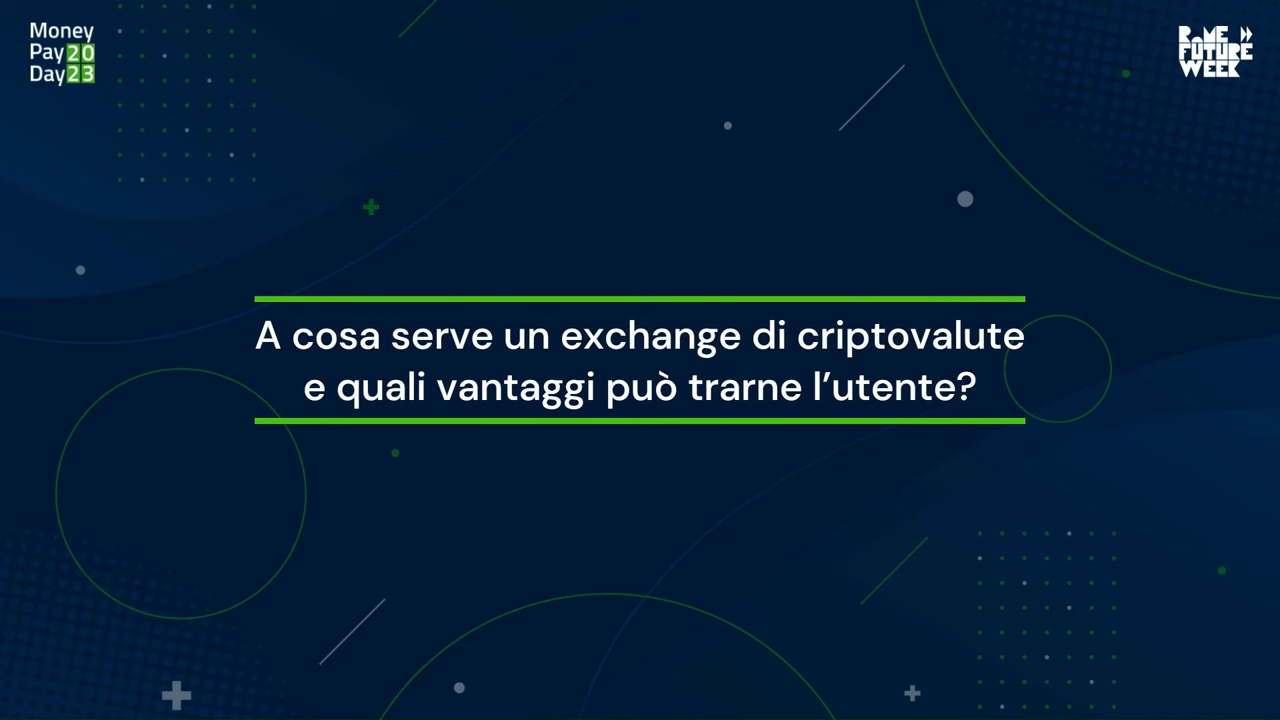 Money
Pay 20
Day 23
ROME
FUTURE
WEEK
A cosa serve un exchange di criptovalute
e quali vantaggi può trarne l’utente?